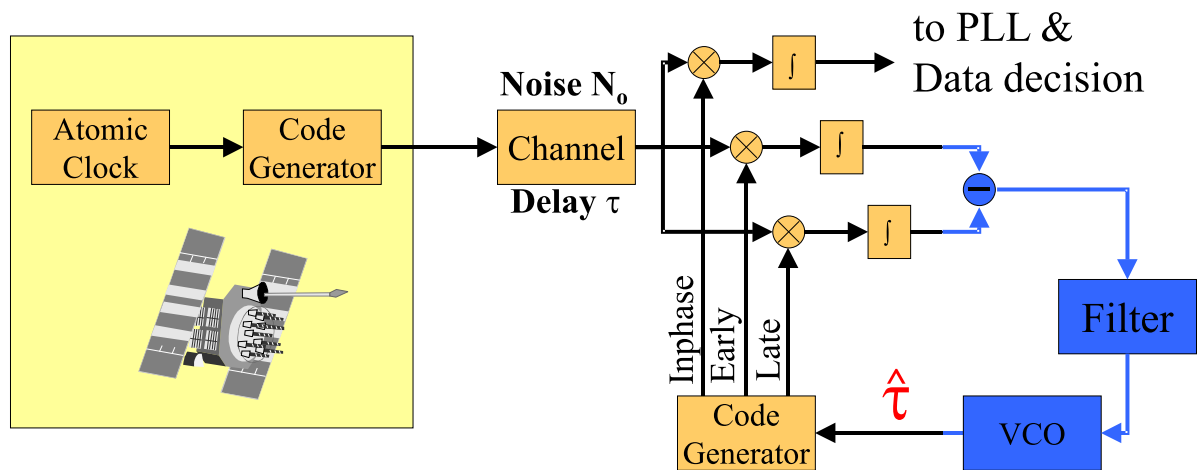 to PLL &
Data decision
Noise N₀
Atomic
Clock
Code
Generator
Channel
Delay τ
∫
∫
∫
Inphase
Early
Late
Filter
τ̂
Code
Generator
VCO